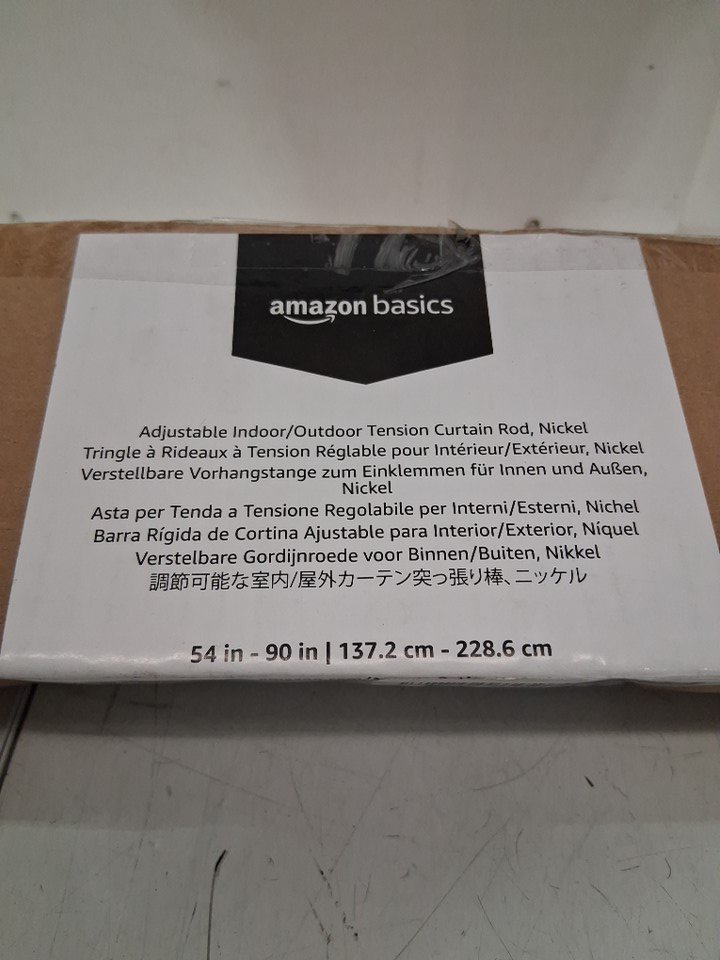 amazon basics
Adjustable Indoor/Outdoor Tension Curtain Rod, Nickel
Tringle à Rideaux à Tension Réglable pour Intérieur/Extérieur, Nickel
Verstellbare Vorhangstange zum Einklemmen für Innen und Außen,
Nickel
Asta per Tenda a Tensione Regolabile per Interni/Esterni, Nichel
Barra Rígida de Cortina Ajustable para Interior/Exterior, Níquel
Verstelbare Gordijnroede voor Binnen/Buiten, Nikkel
調節可能な室内/屋外カーテン突っ張り棒、ニッケル
54 in - 90 in | 137.2 cm - 228.6 cm